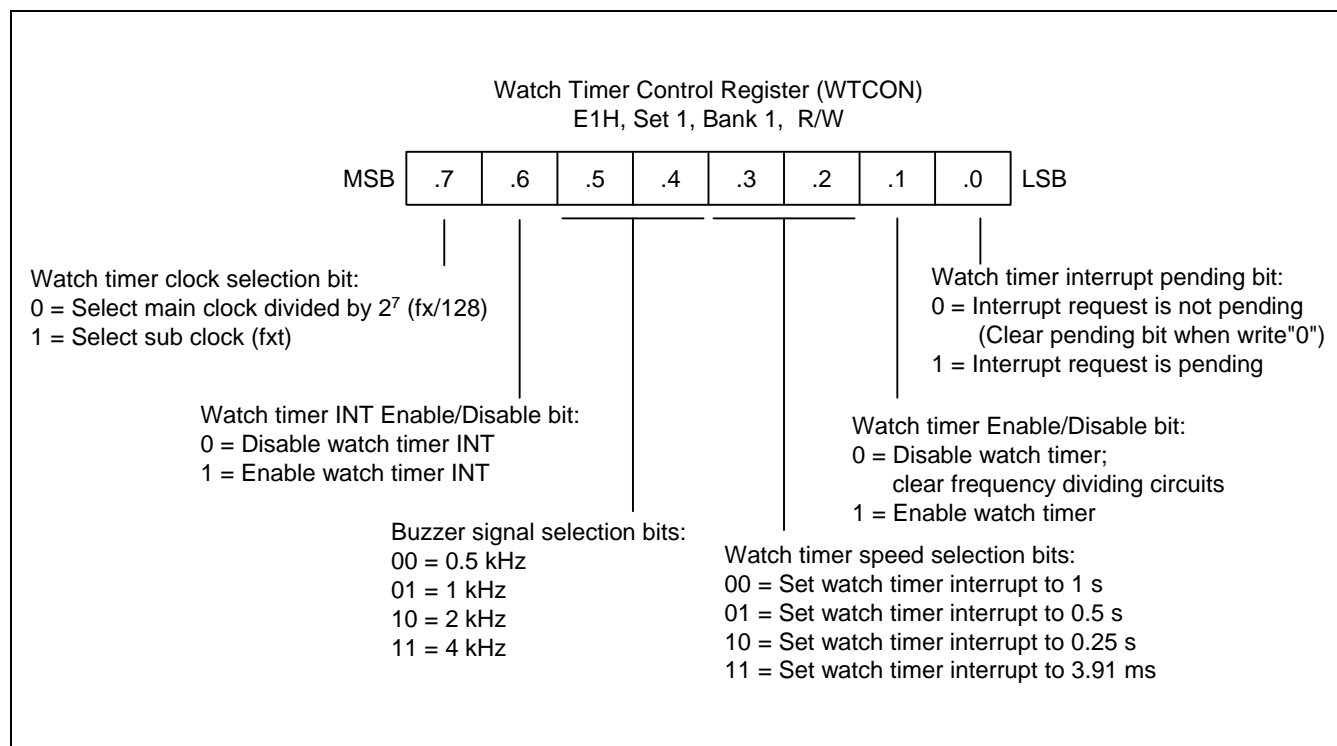 Watch Timer Control Register (WTCON)
E1H, Set 1, Bank 1, R/W
MSB .7 .6 .5 .4 .3 .2 .1 .0 LSB
Watch timer clock selection bit:
0 = Select main clock divided by 2⁷ (fx/128)
1 = Select sub clock (fxt)
Watch timer INT Enable/Disable bit:
0 = Disable watch timer INT
1 = Enable watch timer INT
Buzzer signal selection bits:
00 = 0.5 kHz
01 = 1 kHz
10 = 2 kHz
11 = 4 kHz
Watch timer speed selection bits:
00 = Set watch timer interrupt to 1 s
01 = Set watch timer interrupt to 0.5 s
10 = Set watch timer interrupt to 0.25 s
11 = Set watch timer interrupt to 3.91 ms
Watch timer Enable/Disable bit:
0 = Disable watch timer;
clear frequency dividing circuits
1 = Enable watch timer
Watch timer interrupt pending bit:
0 = Interrupt request is not pending
(Clear pending bit when write"0")
1 = Interrupt request is pending